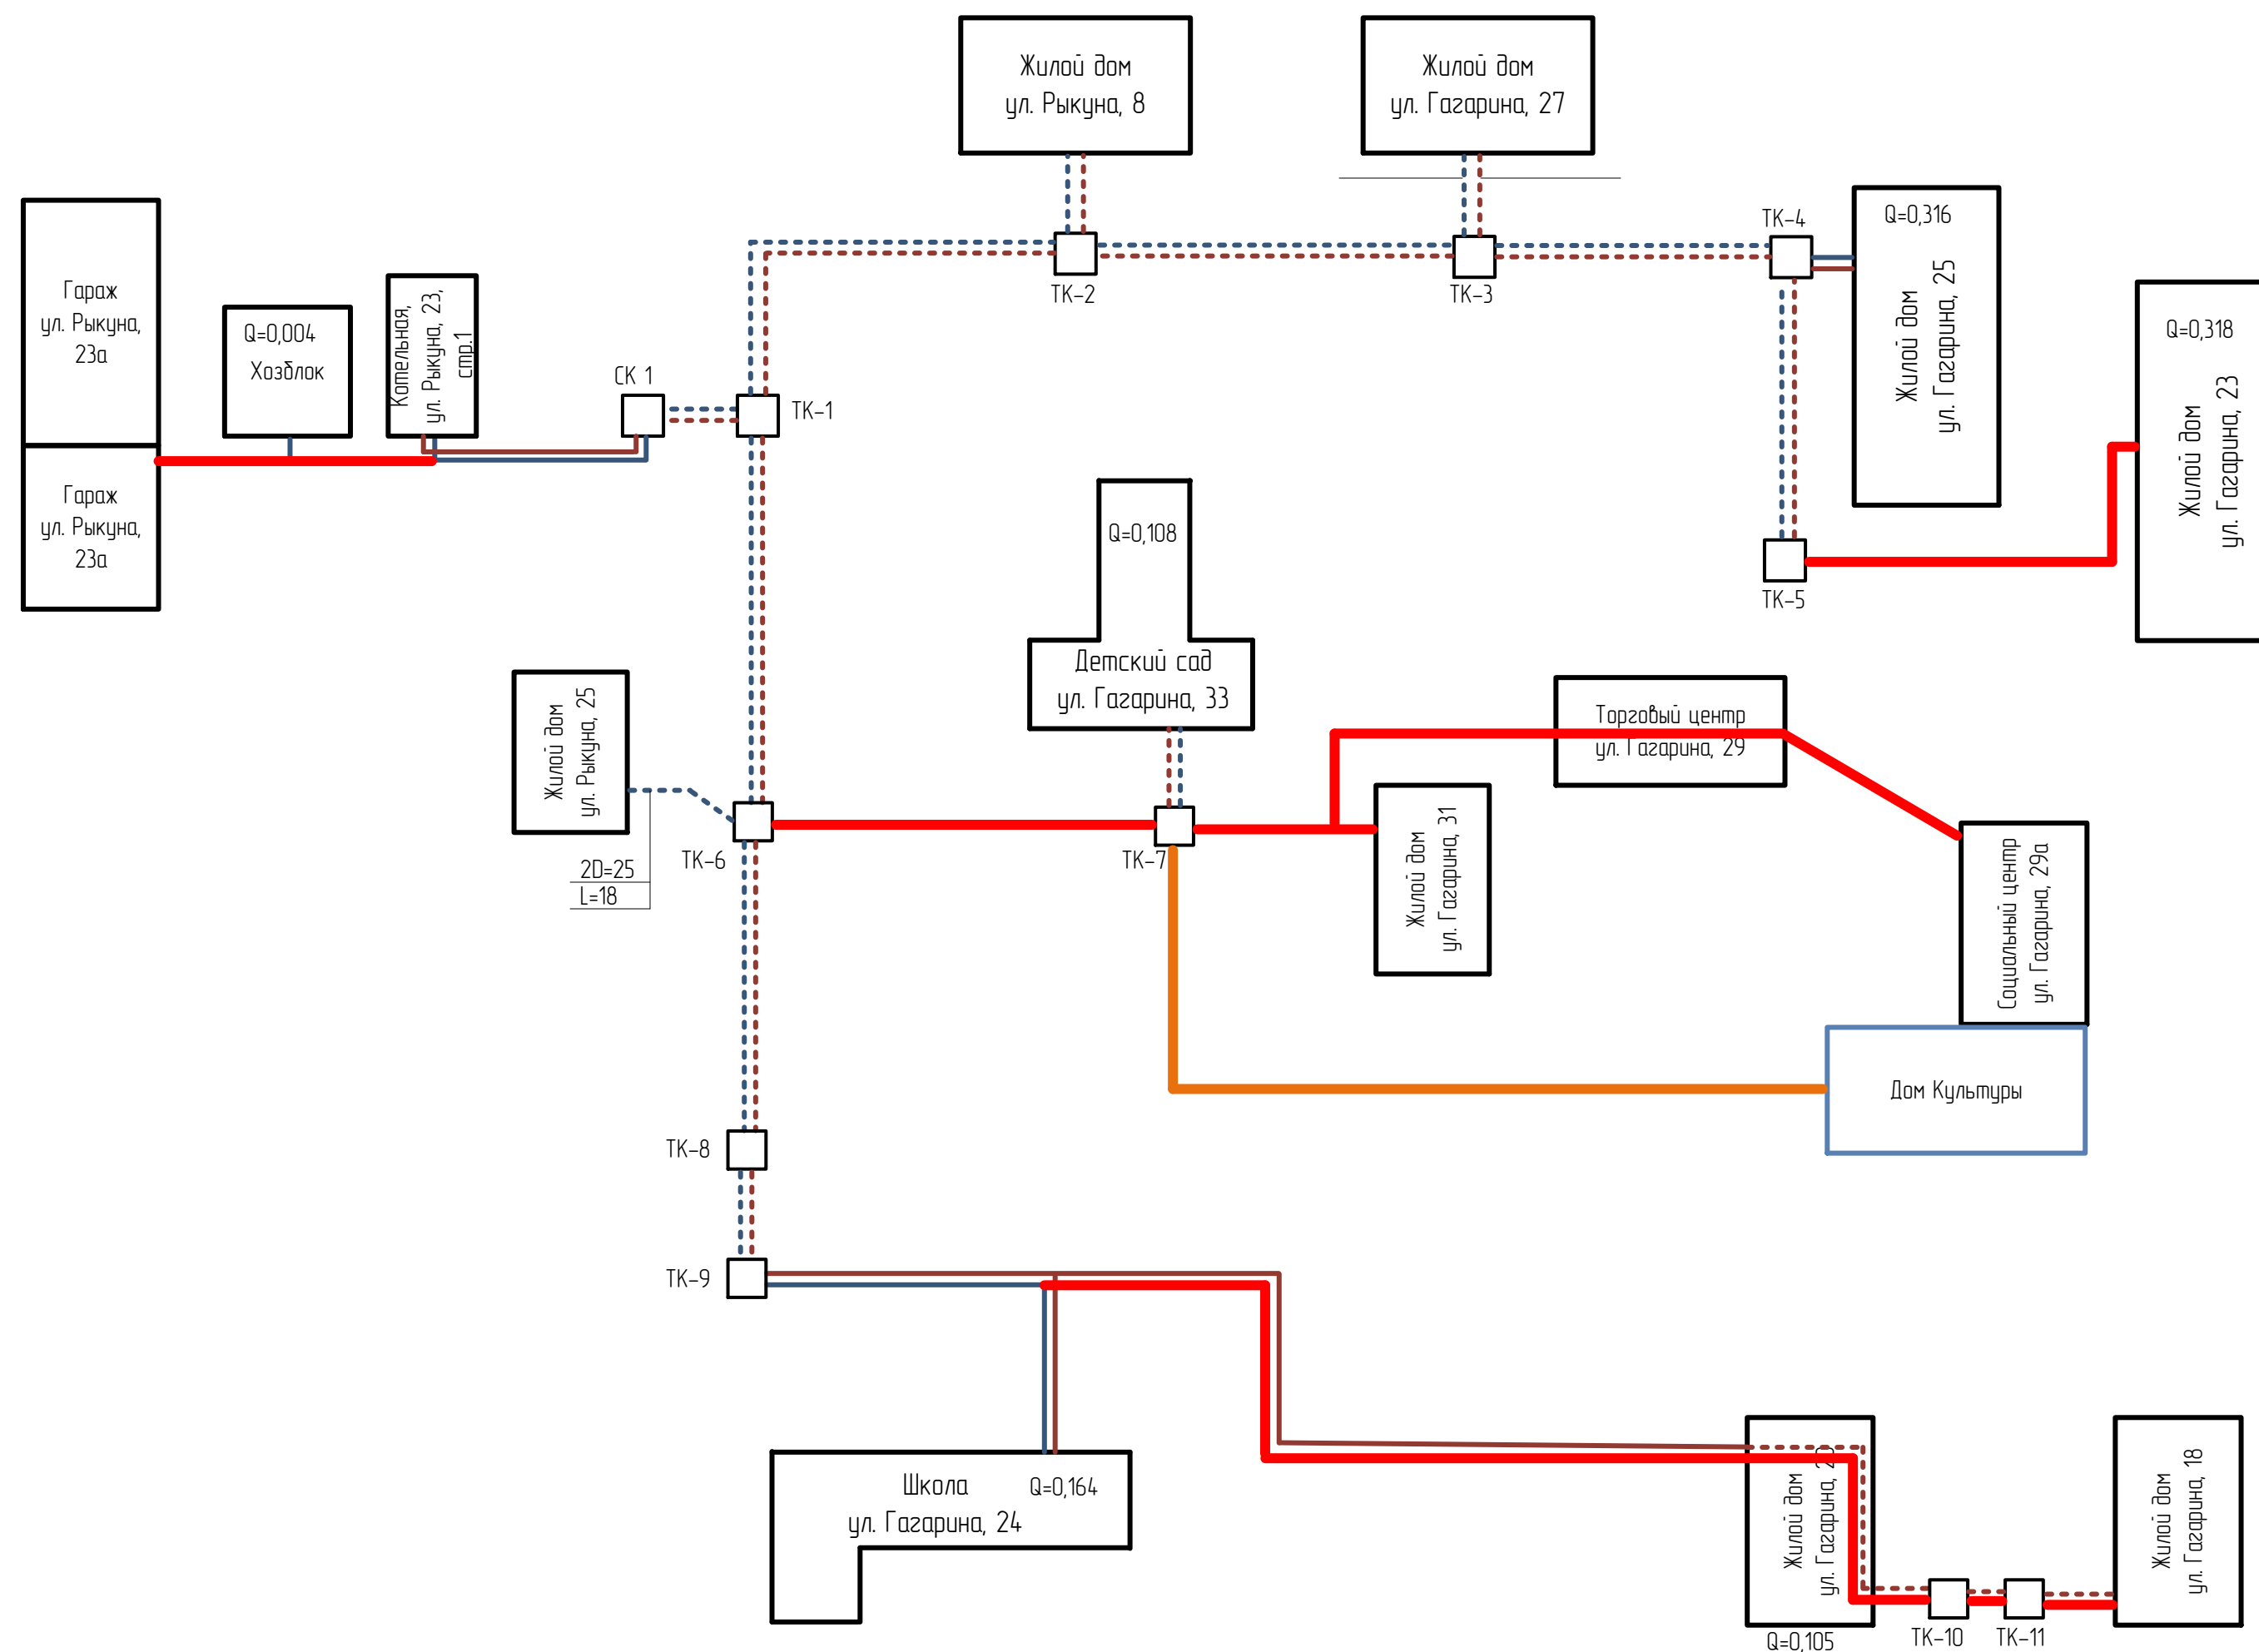 Жилой дом
ул. Рыкуна, 8
Жилой дом
ул. Гагарина, 27
ТК-4
Q=0,316
Жилой дом
ул. Гагарина, 25
Q=0,318
Жилой дом
ул. Гагарина, 23
Гараж
ул. Рыкуна,
23а
Q=0,004
Хозблок
Котельная,
ул. Рыкуна, 23,
стр.1
СК 1
ТК-1
ТК-2
ТК-3
Гараж
ул. Рыкуна,
23а
Q=0,108
Детский сад
ул. Гагарина, 33
ТК-5
Жилой дом
ул. Рыкуна, 25
2D=25
L=18
ТК-6
ТК-7
Торговый центр
ул. Гагарина, 29
Жилой дом
ул. Гагарина, 31
Социальный центр
ул. Гагарина, 29а
Дом Культуры
ТК-8
ТК-9
Школа
Q=0,164
ул. Гагарина, 24
Жилой дом
ул. Гагарина,
Q=0,105
ТК-10
ТК-11
Жилой дом
ул. Гагарина, 18